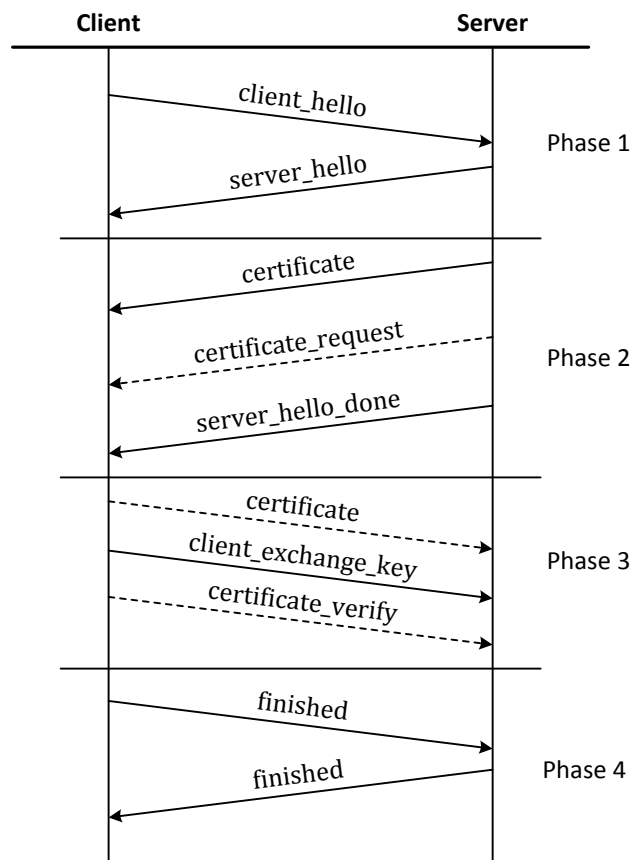 Client
Server
client_hello
Phase 1
server_hello
certificate
certificate_request
Phase 2
server_hello_done
certificate
client_exchange_key
Phase 3
certificate_verify
finished
finished
Phase 4